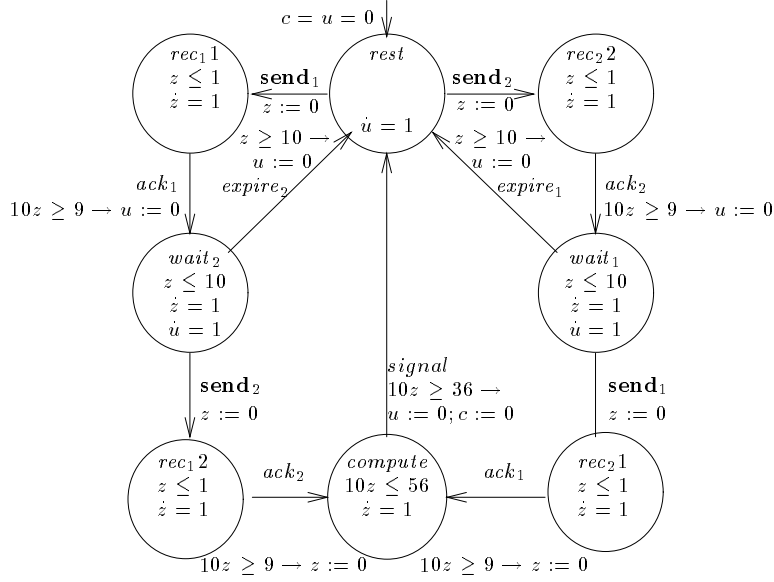 c = u = 0
rec₁1
z ≤ 1
ż = 1
send₁
z := 0
rest
u̇ = 1
send₂
z := 0
rec₂2
z ≤ 1
ż = 1
z ≥ 10 →
u := 0
expire₂
z ≥ 10 →
u := 0
expire₁
ack₁
10z ≥ 9 → u := 0
ack₂
10z ≥ 9 → u := 0
wait₂
z ≤ 10
ż = 1
u̇ = 1
wait₁
z ≤ 10
ż = 1
u̇ = 1
send₂
z := 0
signal
10z ≥ 36 →
u := 0; c := 0
send₁
z := 0
rec₁2
z ≤ 1
ż = 1
ack₂
compute
10z ≤ 56
ż = 1
ack₁
rec₂1
z ≤ 1
ż = 1
10z ≥ 9 → z := 0
10z ≥ 9 → z := 0